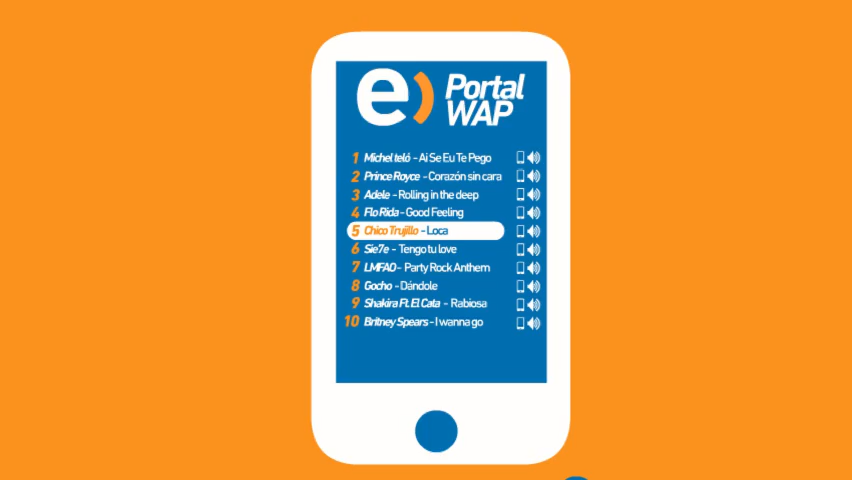 e) Portal
WAP
1 Michel teló - Ai Se Eu Te Pego
2 Prince Royce - Corazón sin cara
3 Adele - Rolling in the deep
4 Flo Rida - Good Feeling
5 Chico Trujillo - Loca
6 Sie7e - Tengo tu love
7 LMFAO - Party Rock Anthem
8 Gocho - Dándole
9 Shakira Ft. El Cata - Rabiosa
10 Britney Spears - I wanna go